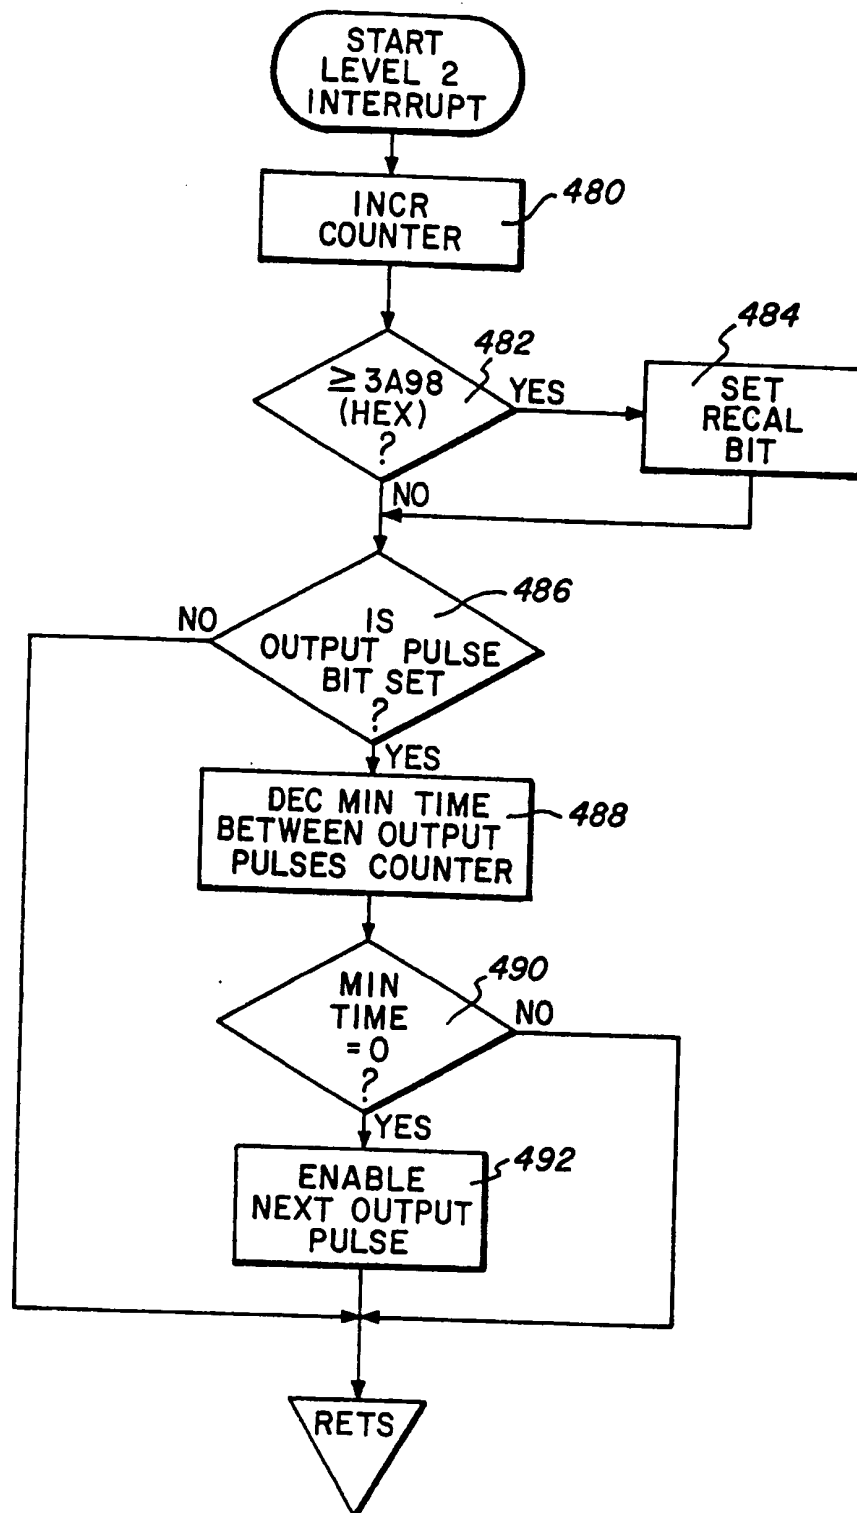 START
LEVEL 2
INTERRUPT
INCR
COUNTER
480
≥3A98
(HEX)
?
482
YES
484
SET
RECAL
BIT
NO
NO
486
IS
OUTPUT PULSE
BIT SET
?
YES
DEC MIN TIME
BETWEEN OUTPUT
PULSES COUNTER
488
MIN
TIME
=0
?
490
NO
YES
ENABLE
NEXT OUTPUT
PULSE
492
RETS